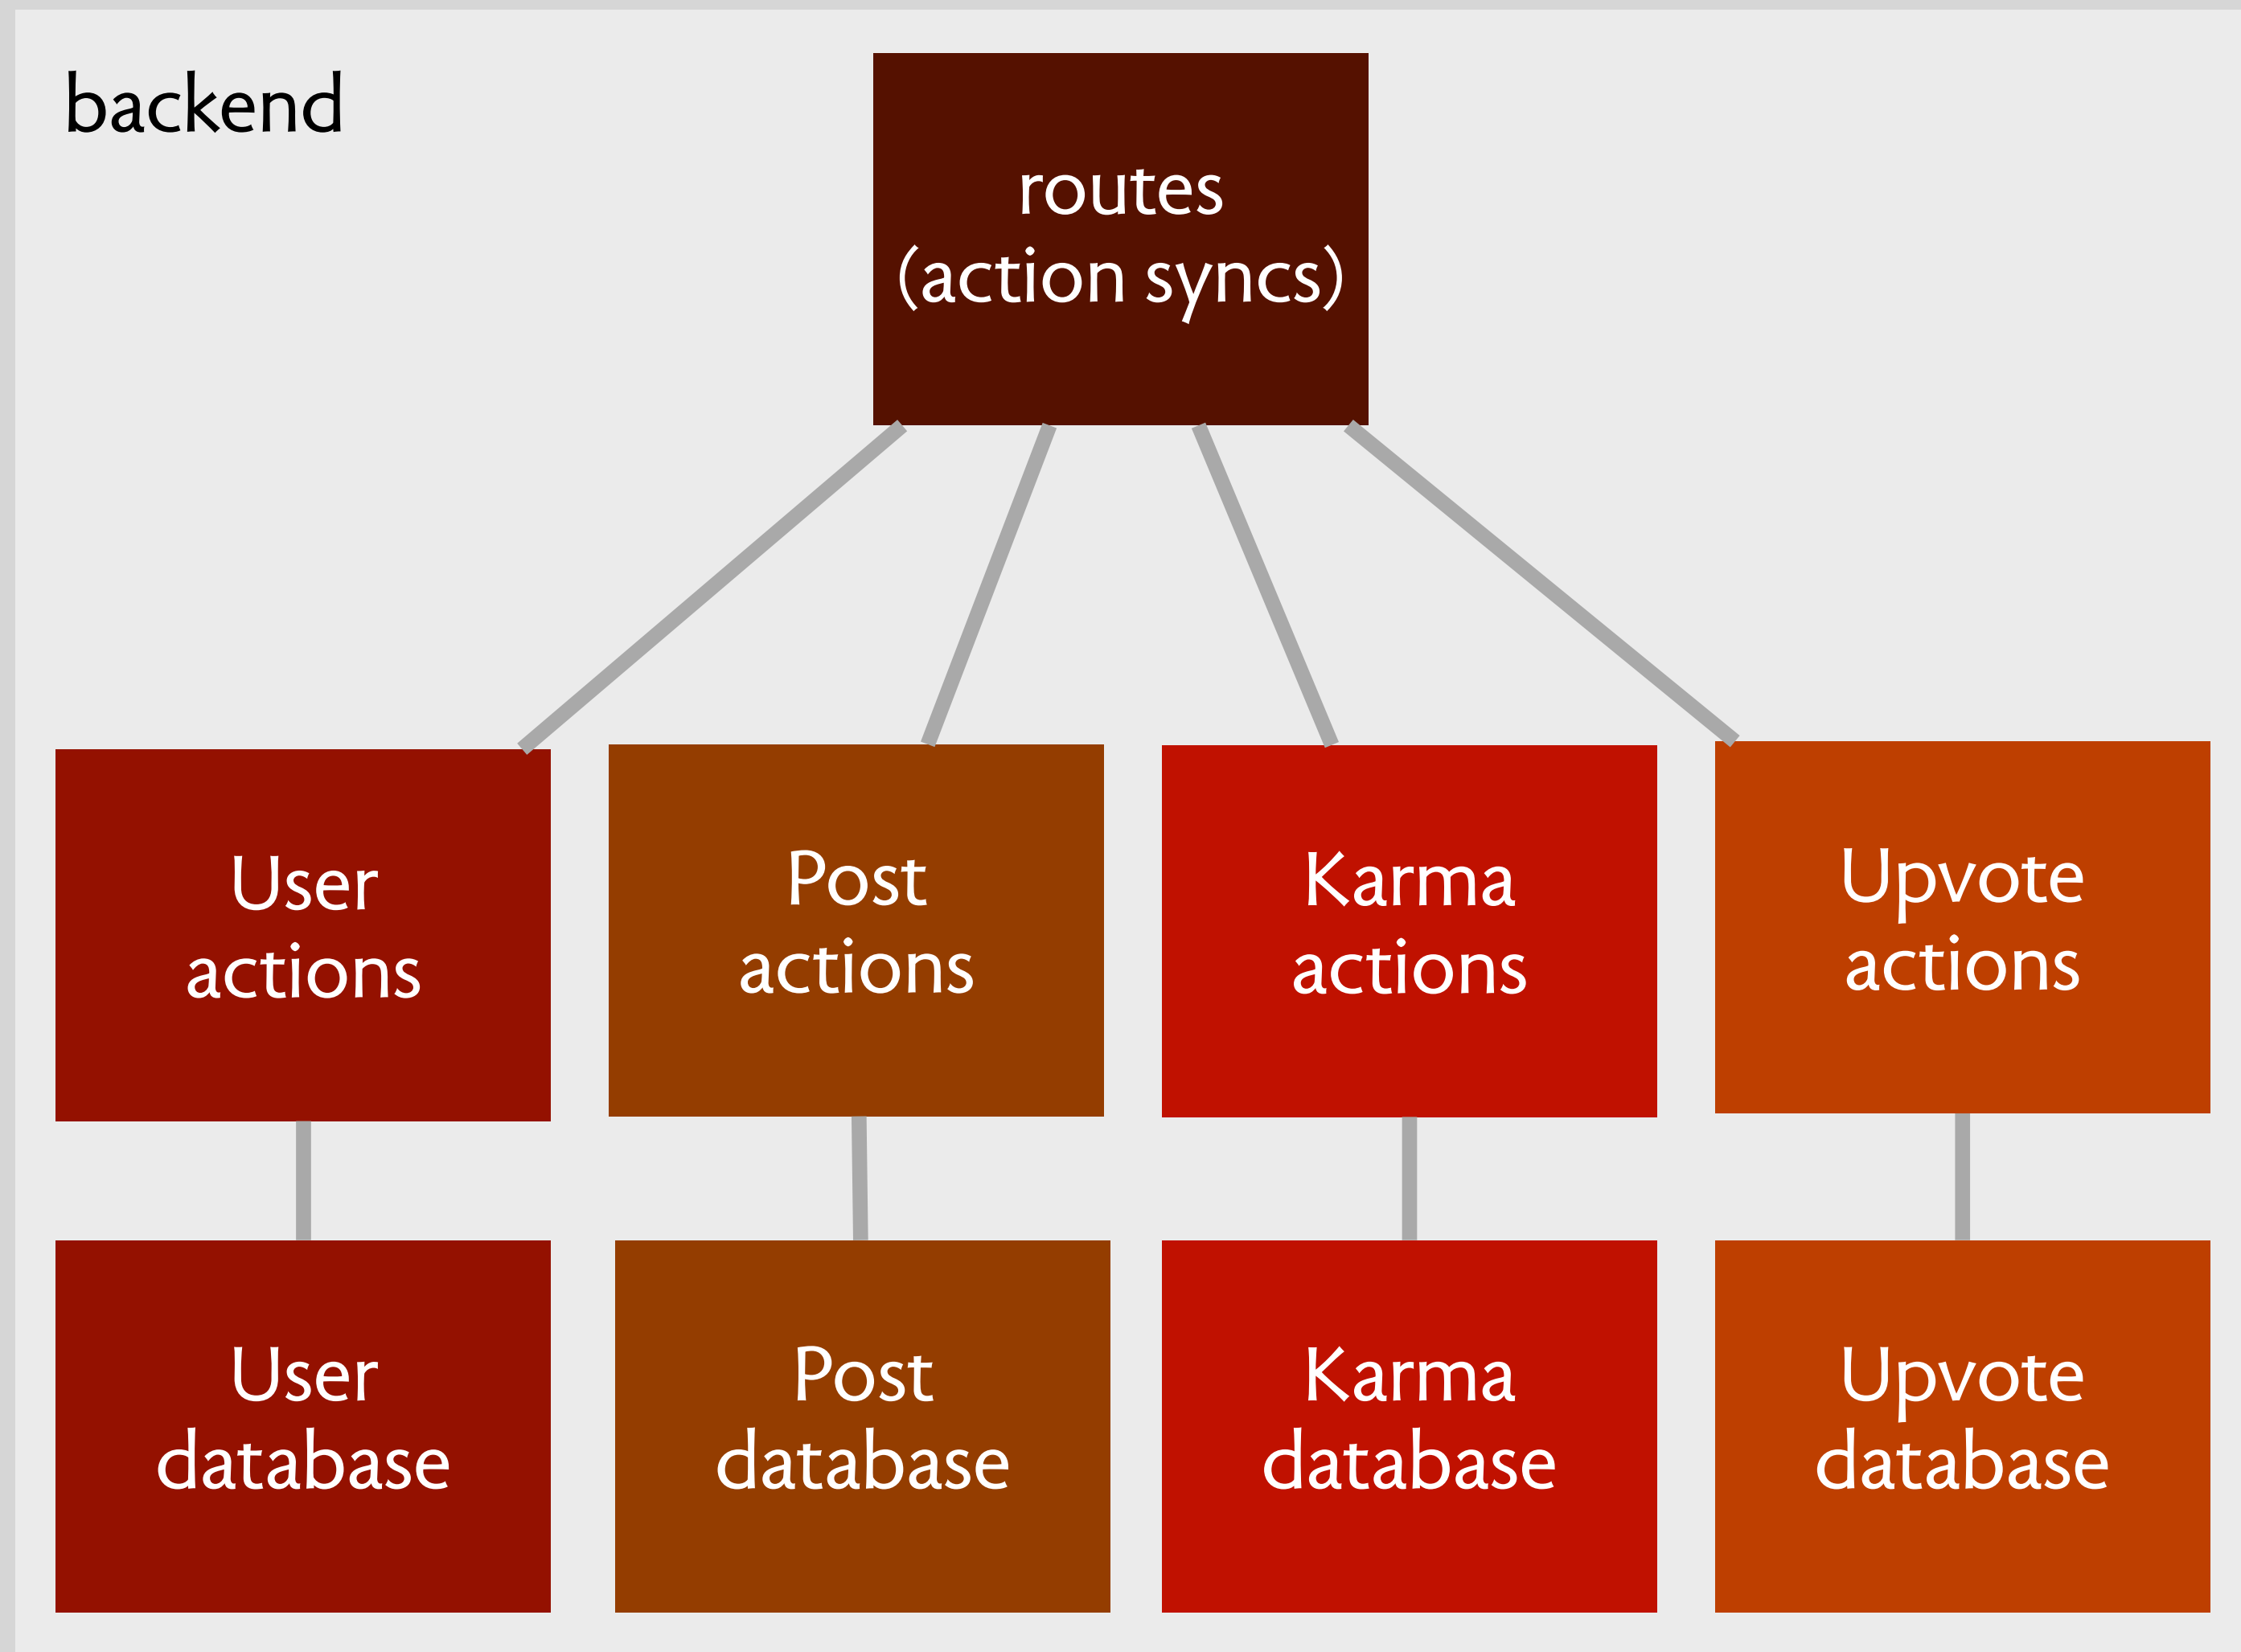 backend
routes
(action syncs)
User
actions
Post
actions
Karma
actions
Upvote
actions
User
database
Post
database
Karma
database
Upvote
database